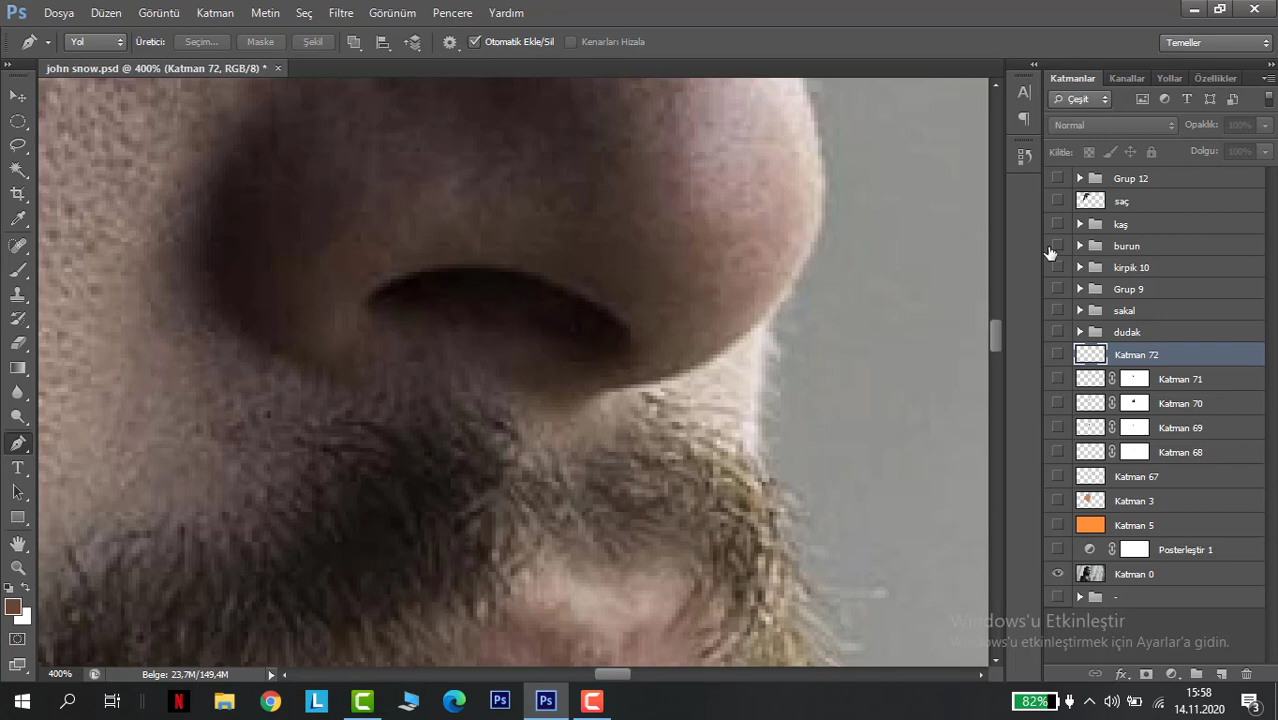 Ps Dosya Düzen Görüntü Katman Metin Seç Filtre Görünüm Pencere Yardım
Yol Üretici: Seçim... Maske Şekil Otomatik Ekle/Sil Kenarları Hizala Temeller
john snow.psd @ 400% (Katman 72, RGB/8) * ×
Katmanlar Kanallar Yollar Özellikler
Çeşit
Normal Opaklık: 100%
Kilitle: Dolgu: 100%
Grup 12
saç
kaş
burun
kirpik 10
Grup 9
sakal
dudak
Katman 72
Katman 71
Katman 70
Katman 69
Katman 68
Katman 67
Katman 3
Katman 5
Posterleştir 1
Katman 0
-
Windows'u Etkinleştir
Windows'u etkinleştirmek için Ayarlar'a gidin.
400% Belge: 23,7M/149,4M
82% 15:58
14.11.2020
3